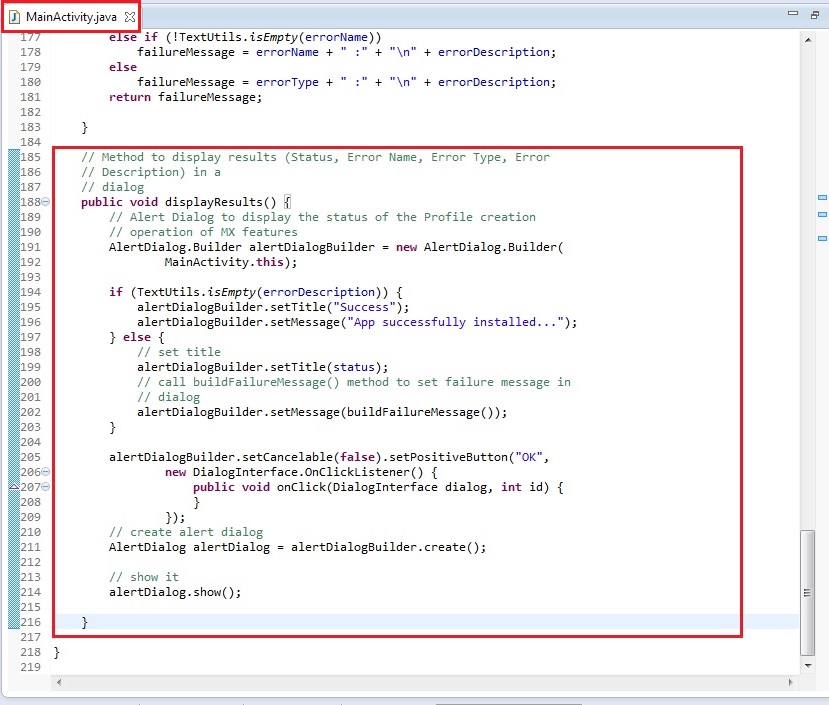 MainActivity.java
177 else if (!TextUtils.isEmpty(errorName))
178 failureMessage = errorName + " :" + "\n" + errorDescription;
179 else
180 failureMessage = errorType + " :" + "\n" + errorDescription;
181 return failureMessage;
182
183 }
184
185 // Method to display results (Status, Error Name, Error Type, Error
186 // Description) in a
187 // dialog
188 public void displayResults() {
189 // Alert Dialog to display the status of the Profile creation
190 // operation of MX features
191 AlertDialog.Builder alertDialogBuilder = new AlertDialog.Builder(
192 MainActivity.this);
193
194 if (TextUtils.isEmpty(errorDescription)) {
195 alertDialogBuilder.setTitle("Success");
196 alertDialogBuilder.setMessage("App successfully installed...");
197 } else {
198 // set title
199 alertDialogBuilder.setTitle(status);
200 // call buildFailureMessage() method to set failure message in
201 // dialog
202 alertDialogBuilder.setMessage(buildFailureMessage());
203 }
204
205 alertDialogBuilder.setCancelable(false).setPositiveButton("OK",
206 new DialogInterface.OnClickListener() {
207 public void onClick(DialogInterface dialog, int id) {
208 }
209 });
210 // create alert dialog
211 AlertDialog alertDialog = alertDialogBuilder.create();
212
213 // show it
214 alertDialog.show();
215
216 }
217
218 }
219